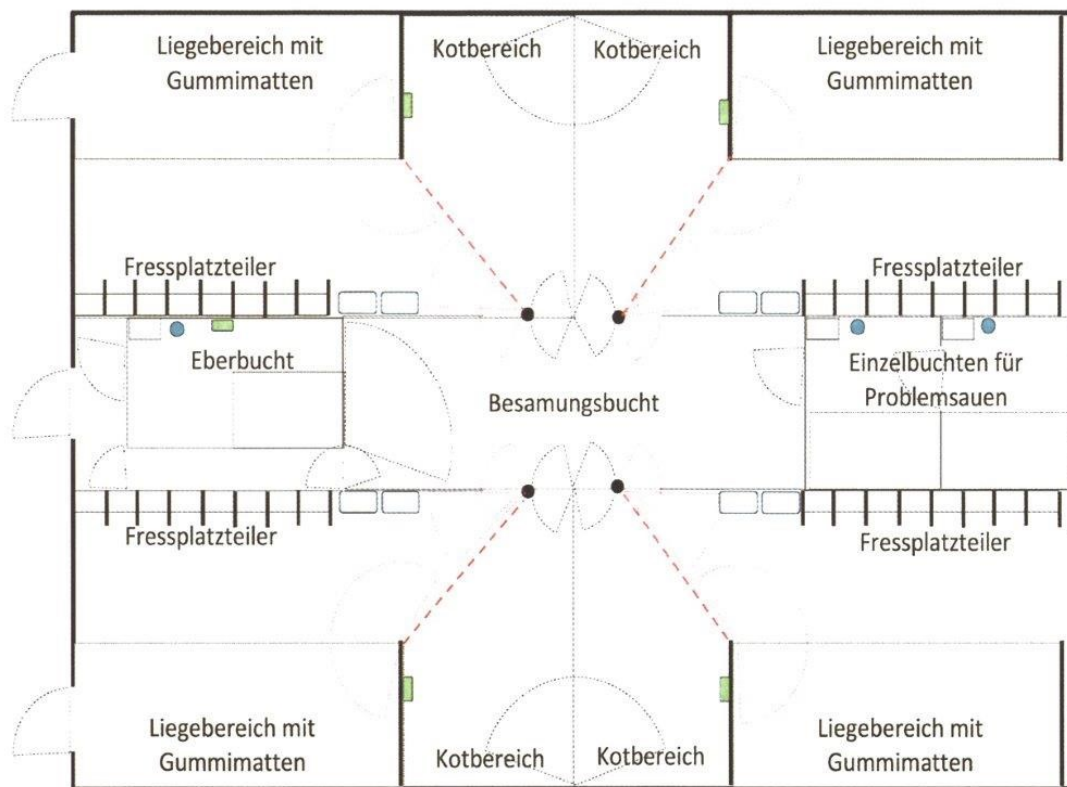 Liegebereich mit
Gummimatten
Kotbereich
Kotbereich
Liegebereich mit
Gummimatten
Fressplatzteiler
Fressplatzteiler
Eberbucht
Einzelbuchten für
Problemsauen
Besamungsbucht
Fressplatzteiler
Fressplatzteiler
Liegebereich mit
Gummimatten
Kotbereich
Kotbereich
Liegebereich mit
Gummimatten